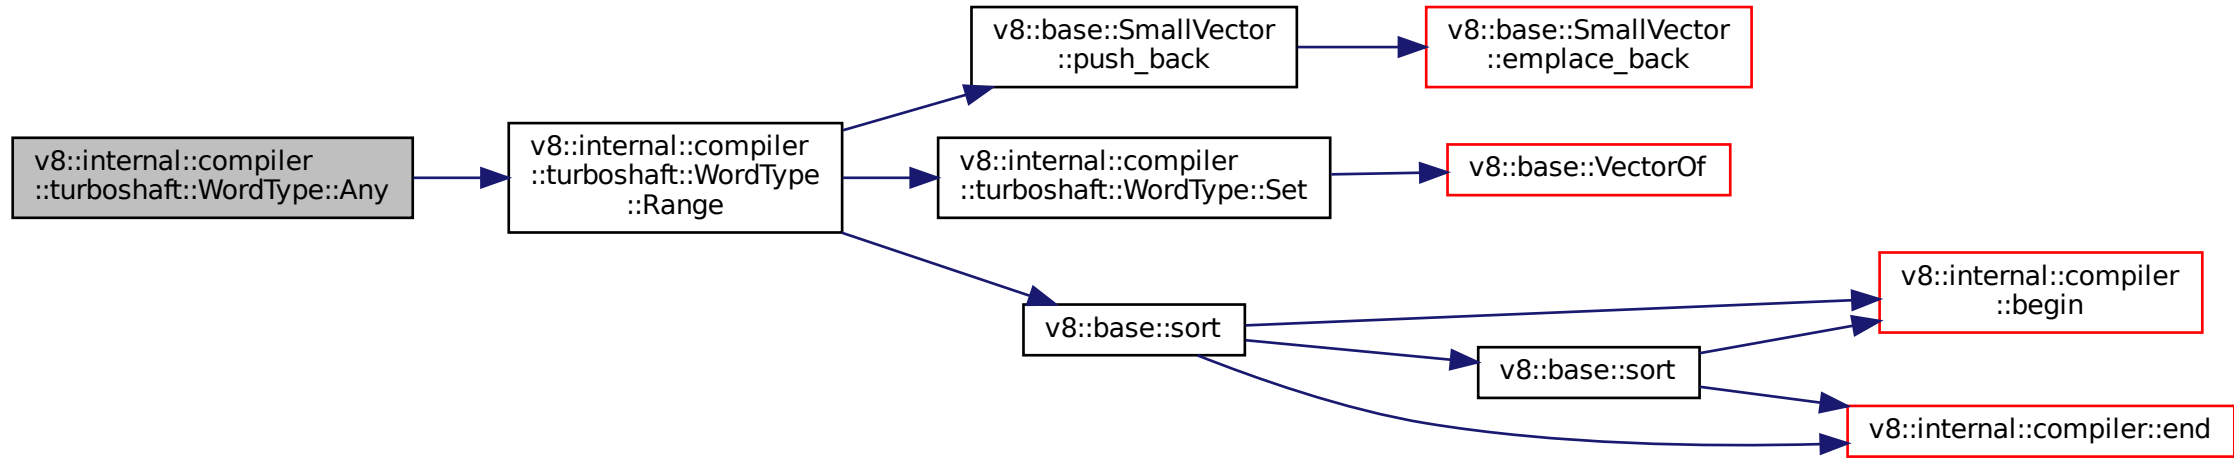 v8::internal::compiler
::turboshaft::WordType::Any
v8::internal::compiler
::turboshaft::WordType
::Range
v8::base::SmallVector
::push_back
v8::base::SmallVector
::emplace_back
v8::internal::compiler
::turboshaft::WordType::Set
v8::base::VectorOf
v8::base::sort
v8::internal::compiler
::begin
v8::base::sort
v8::internal::compiler::end